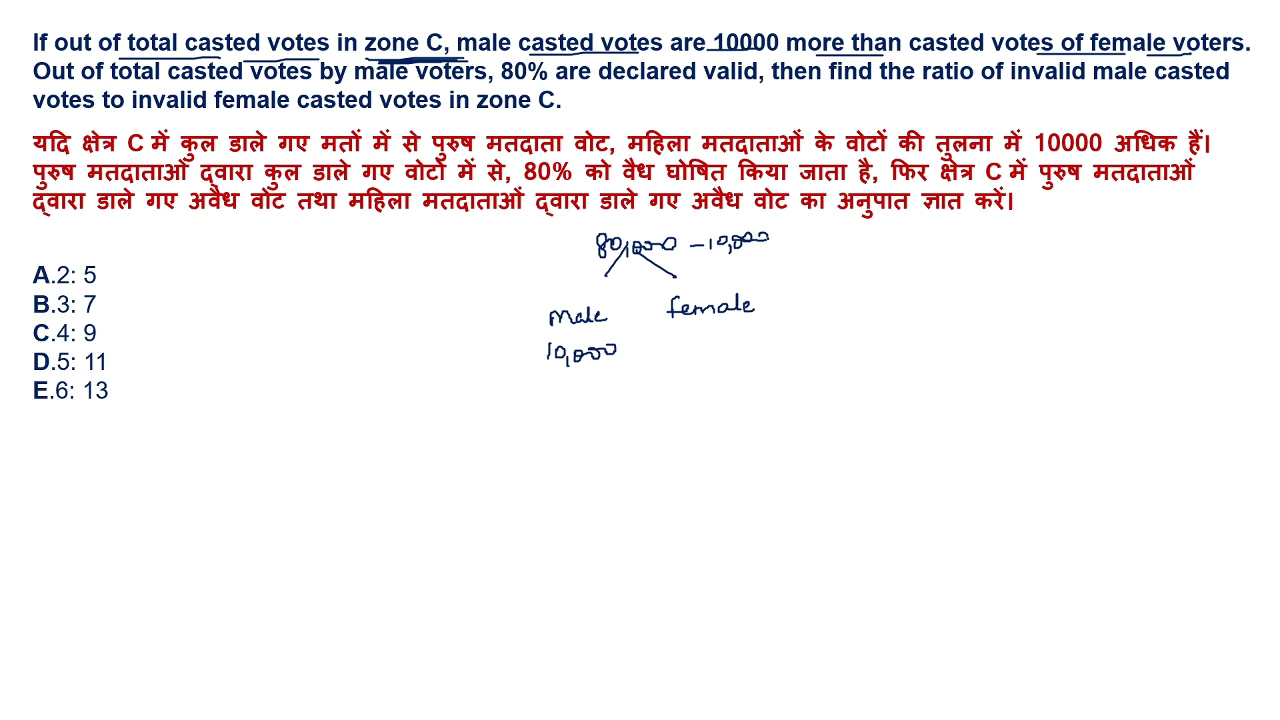 If out of total casted votes in zone C, male casted votes are 10000 more than casted votes of female voters.
Out of total casted votes by male voters, 80% are declared valid, then find the ratio of invalid male casted
votes to invalid female casted votes in zone C.
यदि क्षेत्र C में कुल डाले गए मतों में से पुरुष मतदाता वोट, महिला मतदाताओं के वोटों की तुलना में 10000 अधिक हैं।
पुरुष मतदाताओं द्वारा कुल डाले गए वोटों में से, 80% को वैध घोषित किया जाता है, फिर क्षेत्र C में पुरुष मतदाताओं
द्वारा डाले गए अवैध वोट तथा महिला मतदाताओं द्वारा डाले गए अवैध वोट का अनुपात ज्ञात करें।
80,000 - 10,000
A.2: 5
B.3: 7
C.4: 9
D.5: 11
E.6: 13
male female
10,000